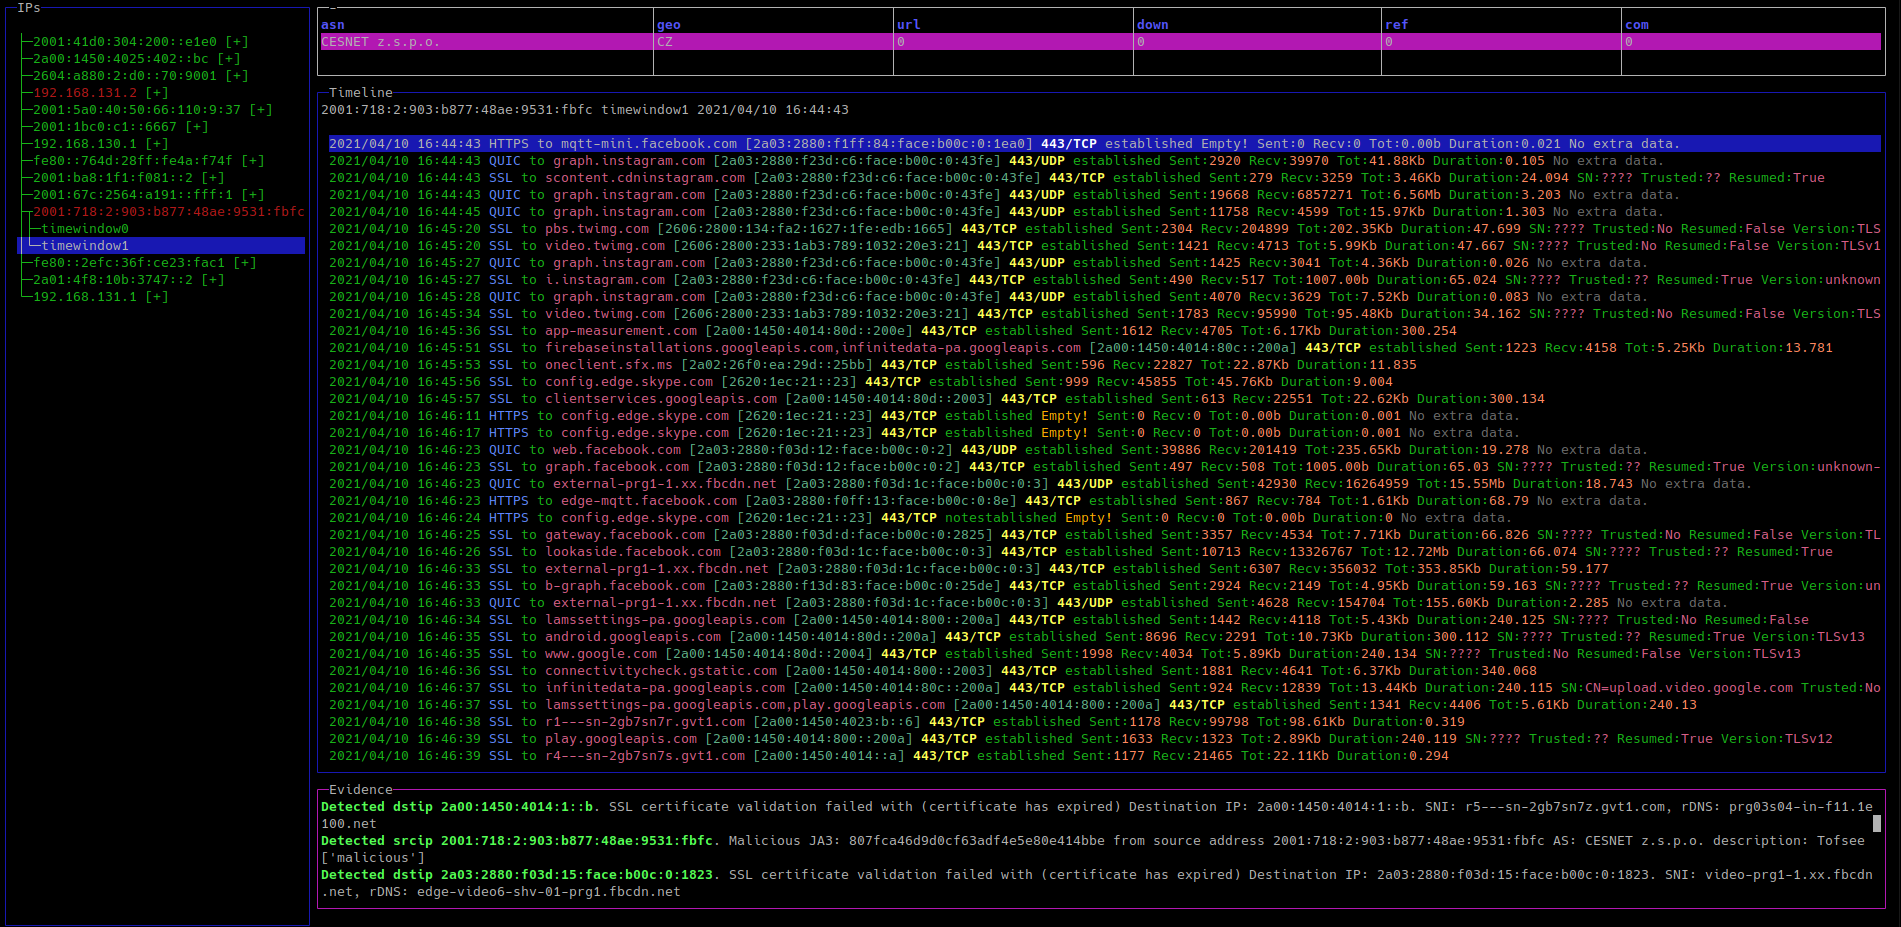 IPs
2001:41d0:304:200::e1e0 [+]
2a00:1450:4025:402::bc [+]
2604:a880:2:d0::70:9001 [+]
192.168.131.2 [+]
2001:5a0:40:50:66:110:9:37 [+]
2001:1bc0:c1::6667 [+]
192.168.130.1 [+]
fe80::764d:28ff:fe4a:f74f [+]
2001:ba8:1f1:f081::2 [+]
2001:67c:2564:a191::fff:1 [+]
2001:718:2:903:b877:48ae:9531:fbfc
timewindow0
timewindow1
fe80::2efc:36f:ce23:fac1 [+]
2a01:4f8:10b:3747::2 [+]
192.168.131.1 [+]
asn geo url down ref com
CESNET z.s.p.o. CZ 0 0 0 0
Timeline
2001:718:2:903:b877:48ae:9531:fbfc timewindow1 2021/04/10 16:44:43
2021/04/10 16:44:43 HTTPS to mqtt-mini.facebook.com [2a03:2880:f1ff:84:face:b00c:0:1ea0] 443/TCP established Empty! Sent:0 Recv:0 Tot:0.00b Duration:0.021 No extra data.
2021/04/10 16:44:43 QUIC to graph.instagram.com [2a03:2880:f23d:c6:face:b00c:0:43fe] 443/UDP established Sent:2920 Recv:39970 Tot:41.88Kb Duration:0.105 No extra data.
2021/04/10 16:44:43 SSL to scontent.cdninstagram.com [2a03:2880:f23d:c6:face:b00c:0:43fe] 443/TCP established Sent:279 Recv:3259 Tot:3.46Kb Duration:24.094 SN:???? Trusted:?? Resumed:True
2021/04/10 16:44:43 QUIC to graph.instagram.com [2a03:2880:f23d:c6:face:b00c:0:43fe] 443/UDP established Sent:19668 Recv:6857271 Tot:6.56Mb Duration:3.203 No extra data.
2021/04/10 16:44:45 QUIC to graph.instagram.com [2a03:2880:f23d:c6:face:b00c:0:43fe] 443/UDP established Sent:11758 Recv:4599 Tot:15.97Kb Duration:1.303 No extra data.
2021/04/10 16:45:20 SSL to pbs.twimg.com [2606:2800:134:fa2:1627:1fe:edb:1665] 443/TCP established Sent:2304 Recv:204899 Tot:202.35Kb Duration:47.699 SN:???? Trusted:No Resumed:False Version:TLS
2021/04/10 16:45:20 SSL to video.twimg.com [2606:2800:233:1ab3:789:1032:20e3:21] 443/TCP established Sent:1421 Recv:4713 Tot:5.99Kb Duration:47.667 SN:???? Trusted:No Resumed:False Version:TLSv1
2021/04/10 16:45:27 QUIC to graph.instagram.com [2a03:2880:f23d:c6:face:b00c:0:43fe] 443/UDP established Sent:1425 Recv:3041 Tot:4.36Kb Duration:0.026 No extra data.
2021/04/10 16:45:27 SSL to i.instagram.com [2a03:2880:f23d:c6:face:b00c:0:43fe] 443/TCP established Sent:490 Recv:517 Tot:1007.00b Duration:65.024 SN:???? Trusted:?? Resumed:True Version:unknown
2021/04/10 16:45:28 QUIC to graph.instagram.com [2a03:2880:f23d:c6:face:b00c:0:43fe] 443/UDP established Sent:4070 Recv:3629 Tot:7.52Kb Duration:0.083 No extra data.
2021/04/10 16:45:34 SSL to video.twimg.com [2606:2800:233:1ab3:789:1032:20e3:21] 443/TCP established Sent:1783 Recv:95990 Tot:95.48Kb Duration:34.162 SN:???? Trusted:No Resumed:False Version:TLS
2021/04/10 16:45:36 SSL to app-measurement.com [2a00:1450:4014:80d::200e] 443/TCP established Sent:1612 Recv:4705 Tot:6.17Kb Duration:300.254
2021/04/10 16:45:51 SSL to firebaseinstallations.googleapis.com,infinitedata-pa.googleapis.com [2a00:1450:4014:80c::200a] 443/TCP established Sent:1223 Recv:4158 Tot:5.25Kb Duration:13.781
2021/04/10 16:45:53 SSL to oneclient.sfx.ms [2a02:26f0:ea:29d::25bb] 443/TCP established Sent:596 Recv:22827 Tot:22.87Kb Duration:11.835
2021/04/10 16:45:56 SSL to config.edge.skype.com [2620:1ec:21::23] 443/TCP established Sent:999 Recv:45855 Tot:45.76Kb Duration:9.004
2021/04/10 16:45:57 SSL to clientservices.googleapis.com [2a00:1450:4014:80d::2003] 443/TCP established Sent:613 Recv:22551 Tot:22.62Kb Duration:300.134
2021/04/10 16:46:11 HTTPS to config.edge.skype.com [2620:1ec:21::23] 443/TCP established Empty! Sent:0 Recv:0 Tot:0.00b Duration:0.001 No extra data.
2021/04/10 16:46:17 HTTPS to config.edge.skype.com [2620:1ec:21::23] 443/TCP established Empty! Sent:0 Recv:0 Tot:0.00b Duration:0.001 No extra data.
2021/04/10 16:46:23 QUIC to web.facebook.com [2a03:2880:f03d:12:face:b00c:0:2] 443/UDP established Sent:39886 Recv:201419 Tot:235.65Kb Duration:19.278 No extra data.
2021/04/10 16:46:23 SSL to graph.facebook.com [2a03:2880:f03d:12:face:b00c:0:2] 443/TCP established Sent:497 Recv:508 Tot:1005.00b Duration:65.03 SN:???? Trusted:?? Resumed:True Version:unknown-
2021/04/10 16:46:23 QUIC to external-prg1-1.xx.fbcdn.net [2a03:2880:f03d:1c:face:b00c:0:3] 443/UDP established Sent:42930 Recv:16264959 Tot:15.55Mb Duration:18.743 No extra data.
2021/04/10 16:46:23 HTTPS to edge-mqtt.facebook.com [2a03:2880:f0ff:13:face:b00c:0:8e] 443/TCP established Sent:867 Recv:784 Tot:1.61Kb Duration:68.79 No extra data.
2021/04/10 16:46:24 HTTPS to config.edge.skype.com [2620:1ec:21::23] 443/TCP notestablished Empty! Sent:0 Recv:0 Tot:0.00b Duration:0 No extra data.
2021/04/10 16:46:25 SSL to gateway.facebook.com [2a03:2880:f03d:d:face:b00c:0:2825] 443/TCP established Sent:3357 Recv:4534 Tot:7.71Kb Duration:66.826 SN:???? Trusted:No Resumed:False Version:TL
2021/04/10 16:46:26 SSL to lookaside.facebook.com [2a03:2880:f03d:1c:face:b00c:0:3] 443/TCP established Sent:10713 Recv:13326767 Tot:12.72Mb Duration:66.074 SN:???? Trusted:?? Resumed:True
2021/04/10 16:46:33 SSL to external-prg1-1.xx.fbcdn.net [2a03:2880:f03d:1c:face:b00c:0:3] 443/TCP established Sent:6307 Recv:356032 Tot:353.85Kb Duration:59.177
2021/04/10 16:46:33 SSL to b-graph.facebook.com [2a03:2880:f13d:83:face:b00c:0:25de] 443/TCP established Sent:2924 Recv:2149 Tot:4.95Kb Duration:59.163 SN:???? Trusted:?? Resumed:True Version:un
2021/04/10 16:46:33 QUIC to external-prg1-1.xx.fbcdn.net [2a03:2880:f03d:1c:face:b00c:0:3] 443/UDP established Sent:4628 Recv:154704 Tot:155.60Kb Duration:2.285 No extra data.
2021/04/10 16:46:34 SSL to lamssettings-pa.googleapis.com [2a00:1450:4014:800::200a] 443/TCP established Sent:1442 Recv:4118 Tot:5.43Kb Duration:240.125 SN:???? Trusted:No Resumed:False
2021/04/10 16:46:35 SSL to android.googleapis.com [2a00:1450:4014:80d::200a] 443/TCP established Sent:8696 Recv:2291 Tot:10.73Kb Duration:300.112 SN:???? Trusted:?? Resumed:True Version:TLSv13
2021/04/10 16:46:35 SSL to www.google.com [2a00:1450:4014:80d::2004] 443/TCP established Sent:1998 Recv:4034 Tot:5.89Kb Duration:240.134 SN:???? Trusted:No Resumed:False Version:TLSv13
2021/04/10 16:46:36 SSL to connectivitycheck.gstatic.com [2a00:1450:4014:800::2003] 443/TCP established Sent:1881 Recv:4641 Tot:6.37Kb Duration:340.068
2021/04/10 16:46:37 SSL to infinitedata-pa.googleapis.com [2a00:1450:4014:80c::200a] 443/TCP established Sent:924 Recv:12839 Tot:13.44Kb Duration:240.115 SN:CN=upload.video.google.com Trusted:No
2021/04/10 16:46:37 SSL to lamssettings-pa.googleapis.com,play.googleapis.com [2a00:1450:4014:800::200a] 443/TCP established Sent:1341 Recv:4406 Tot:5.61Kb Duration:240.13
2021/04/10 16:46:38 SSL to r1---sn-2gb7sn7r.gvt1.com [2a00:1450:4023:b::6] 443/TCP established Sent:1178 Recv:99798 Tot:98.61Kb Duration:0.319
2021/04/10 16:46:39 SSL to play.googleapis.com [2a00:1450:4014:800::200a] 443/TCP established Sent:1633 Recv:1323 Tot:2.89Kb Duration:240.119 SN:???? Trusted:?? Resumed:True Version:TLSv12
2021/04/10 16:46:39 SSL to r4---sn-2gb7sn7s.gvt1.com [2a00:1450:4014::a] 443/TCP established Sent:1177 Recv:21465 Tot:22.11Kb Duration:0.294
Evidence
Detected dstip 2a00:1450:4014:1::b. SSL certificate validation failed with (certificate has expired) Destination IP: 2a00:1450:4014:1::b. SNI: r5---sn-2gb7sn7z.gvt1.com, rDNS: prg03s04-in-f11.1e
100.net
Detected srcip 2001:718:2:903:b877:48ae:9531:fbfc. Malicious JA3: 807fca46d9d0cf63adf4e5e80e414bbe from source address 2001:718:2:903:b877:48ae:9531:fbfc AS: CESNET z.s.p.o. description: Tofsee
['malicious']
Detected dstip 2a03:2880:f03d:15:face:b00c:0:1823. SSL certificate validation failed with (certificate has expired) Destination IP: 2a03:2880:f03d:15:face:b00c:0:1823. SNI: video-prg1-1.xx.fbcdn
.net, rDNS: edge-video6-shv-01-prg1.fbcdn.net